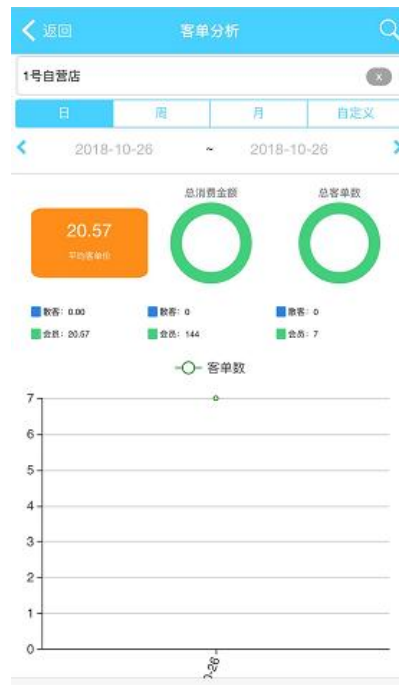 返回 客单分析
1号自营店 x
日 周 月 自定义
2018-10-26 ~ 2018-10-26
总消费金额 总客单数
20.57
平均客单价
散客: 0.00 散客: 0 散客: 0
会员: 20.57 会员: 144 会员: 7
客单数
7
6
5
4
3
2
1
0
-26